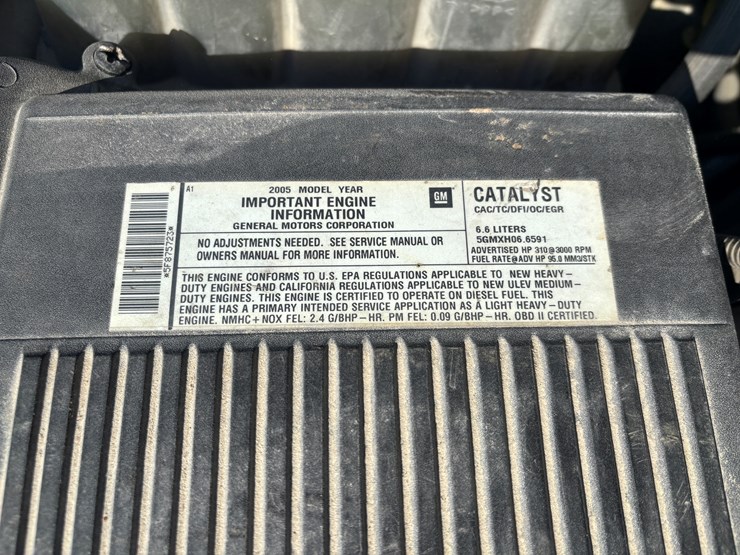 # A1
*5F875723*
2005 MODEL YEAR
IMPORTANT ENGINE
INFORMATION
GENERAL MOTORS CORPORATION
GM
NO ADJUSTMENTS NEEDED. SEE SERVICE MANUAL OR
OWNERS MANUAL FOR MORE INFORMATION.
CATALYST
CAC/TC/DFI/OC/EGR
6.6 LITERS
5GMXH06.6591
ADVERTISED HP 310@3000 RPM
FUEL RATE@ADV HP 95.0 MM3/STK
THIS ENGINE CONFORMS TO U.S. EPA REGULATIONS APPLICABLE TO NEW HEAVY-
DUTY ENGINES AND CALIFORNIA REGULATIONS APPLICABLE TO NEW ULEV MEDIUM-
DUTY ENGINES. THIS ENGINE IS CERTIFIED TO OPERATE ON DIESEL FUEL. THIS
ENGINE HAS A PRIMARY INTENDED SERVICE APPLICATION AS A LIGHT HEAVY-DUTY
ENGINE. NMHC+NOX FEL: 2.4 G/BHP-HR. PM FEL: 0.09 G/BHP-HR. OBD II CERTIFIED.